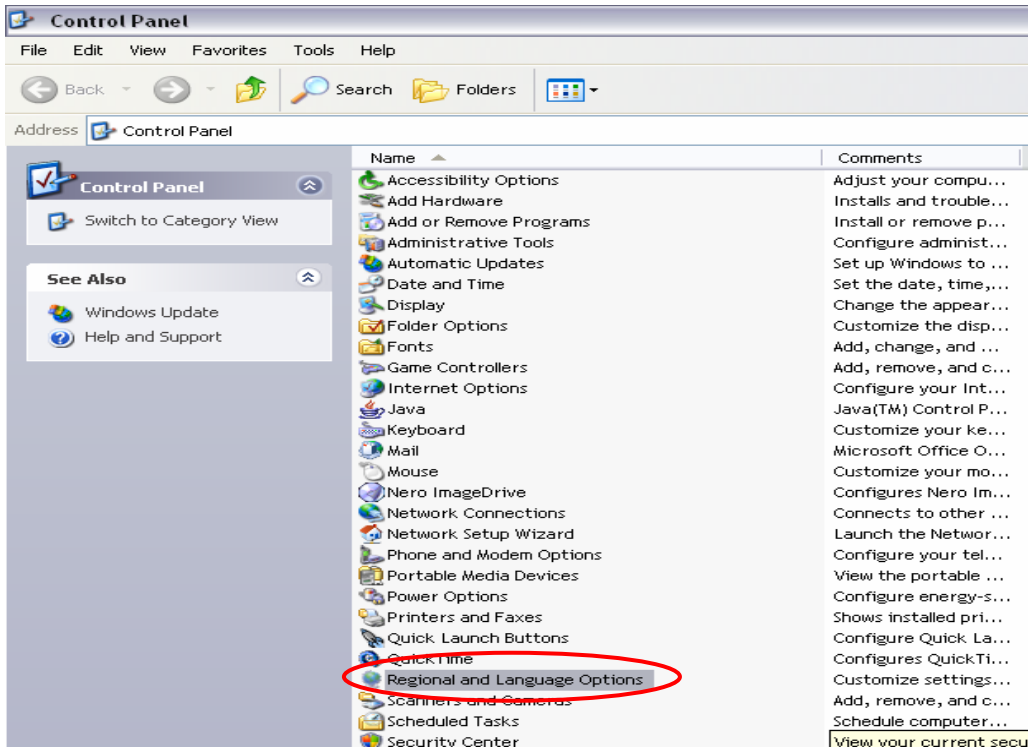 Control Panel
File Edit View Favorites Tools Help
Back Search Folders
Address Control Panel
Control Panel
Switch to Category View
See Also
Windows Update
Help and Support
Name Comments
Accessibility Options Adjust your compu...
Add Hardware Installs and trouble...
Add or Remove Programs Install or remove p...
Administrative Tools Configure administ...
Automatic Updates Set up Windows to ...
Date and Time Set the date, time,...
Display Change the appear...
Folder Options Customize the disp...
Fonts Add, change, and ...
Game Controllers Add, remove, and c...
Internet Options Configure your Int...
Java Java(TM) Control P...
Keyboard Customize your ke...
Mail Microsoft Office O...
Mouse Customize your mo...
Nero ImageDrive Configures Nero Im...
Network Connections Connects to other ...
Network Setup Wizard Launch the Networ...
Phone and Modem Options Configure your tel...
Portable Media Devices View the portable ...
Power Options Configure energy-s...
Printers and Faxes Shows installed pri...
Quick Launch Buttons Configure Quick La...
QuickTime Configures QuickTi...
Regional and Language Options Customize settings...
Scanners and Cameras Add, remove, and c...
Scheduled Tasks Schedule computer...
Security Center View your current secu